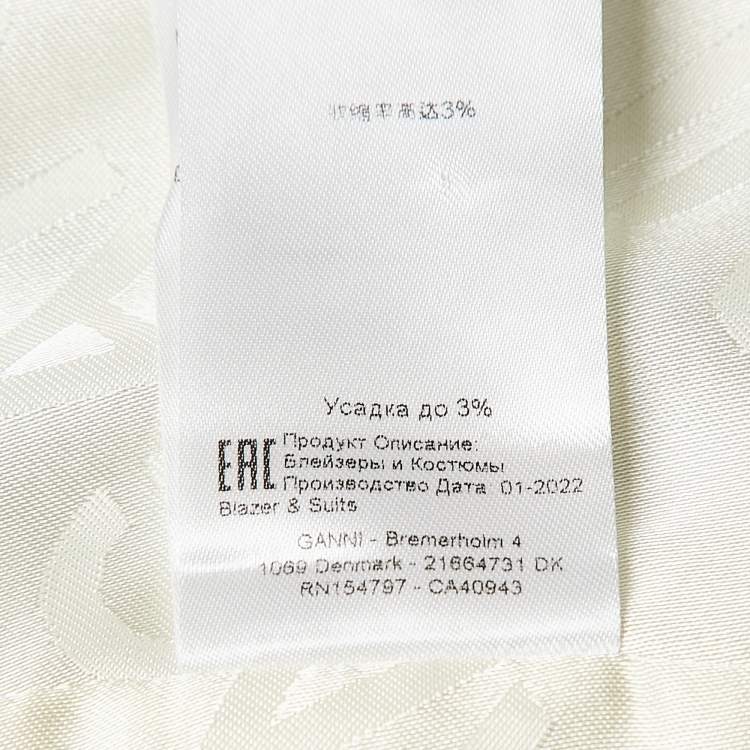 收缩率高达3%
Усадка до 3%
EAC Продукт Описание:
Блейзеры и Костюмы
Производство Дата 01-2022
Blazer & Suits
GANNI - Bremerholm 4
1069 Denmark - 21664731 DK
RN154797 - CA40943